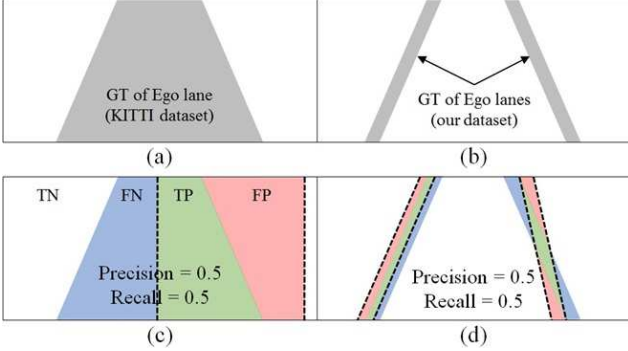 GT of Ego lane
(KITTI dataset)
GT of Ego lanes
(our dataset)
(a)
(b)
TN
FN
TP
FP
Precision = 0.5
Recall = 0.5
Precision = 0.5
Recall = 0.5
(c)
(d)